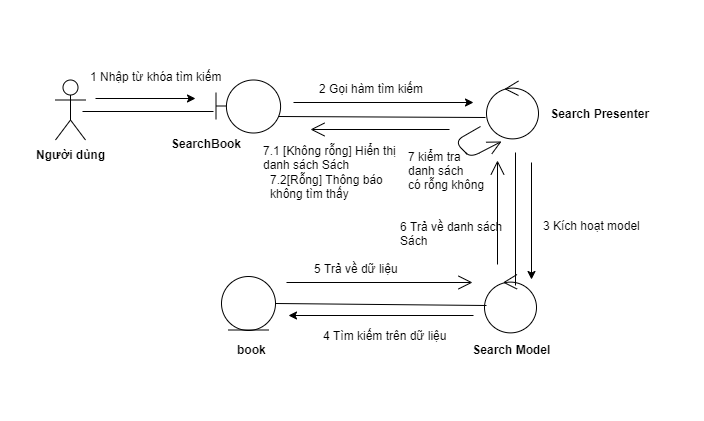 1 Nhập từ khóa tìm kiếm
2 Gọi hàm tìm kiếm
Search Presenter
SearchBook
Người dùng
7.1 [Không rỗng] Hiển thị
danh sách Sách
7.2[Rỗng] Thông báo
không tìm thấy
7 kiểm tra
danh sách
có rỗng không
6 Trả về danh sách
Sách
3 Kích hoạt model
5 Trả về dữ liệu
4 Tìm kiếm trên dữ liệu
book
Search Model